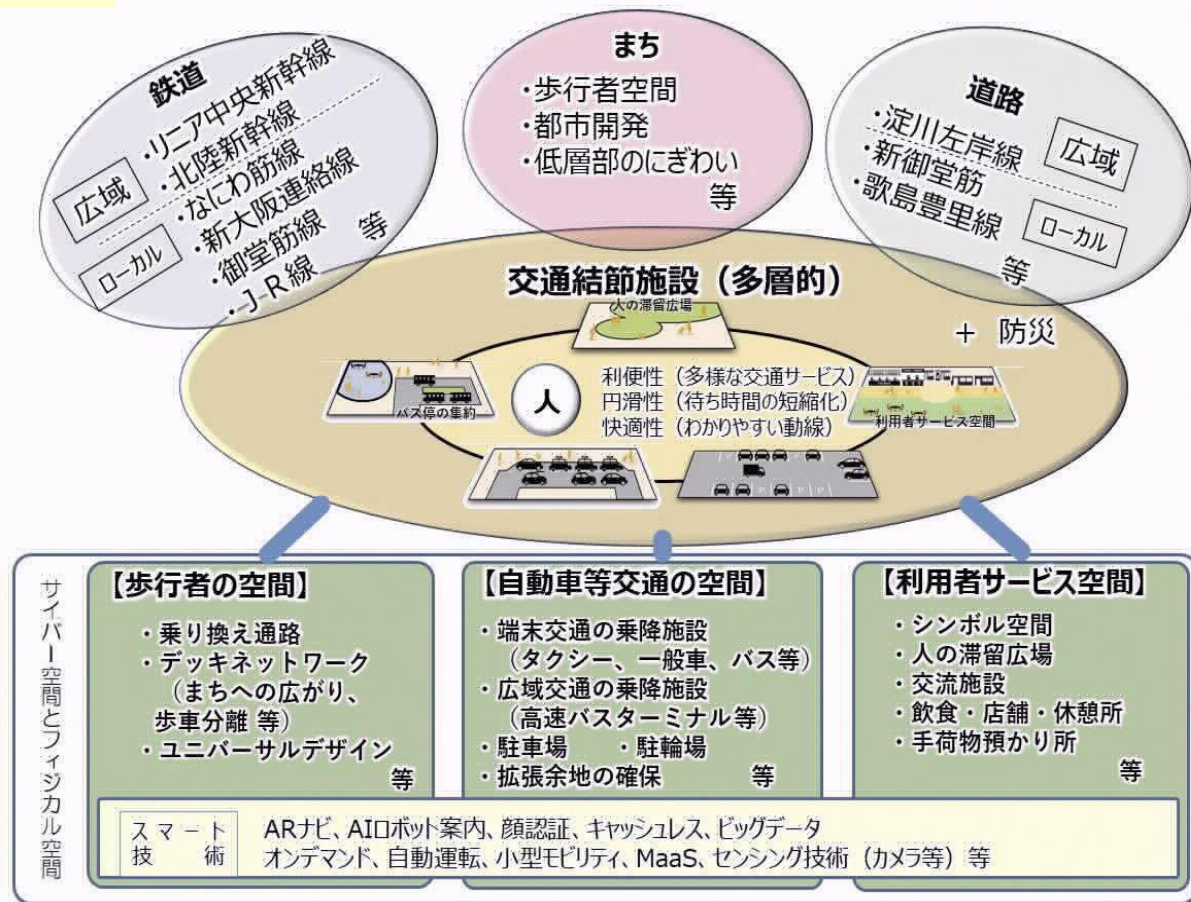 鉄道
広域
・リニア中央新幹線
・北陸新幹線
ローカル
・なにわ筋線
・新大阪連絡線
・御堂筋線
・JR線
等
まち
・歩行者空間
・都市開発
・低層部のにぎわい
等
道路
・淀川左岸線
広域
・新御堂筋
・歌島豊里線
ローカル
等
交通結節施設（多層的）
人の滞留広場
＋ 防災
バス停の集約
人
利便性（多様な交通サービス）
円滑性（待ち時間の短縮化）
快適性（わかりやすい動線）
利用者サービス空間
サイバー空間とフィジカル空間
【歩行者の空間】
・乗り換え通路
・デッキネットワーク
（まちへの広がり、
歩車分離 等）
・ユニバーサルデザイン
等
【自動車等交通の空間】
・端末交通の乗降施設
（タクシー、一般車、バス等）
・広域交通の乗降施設
（高速バスターミナル等）
・駐車場 ・駐輪場
・拡張余地の確保 等
【利用者サービス空間】
・シンボル空間
・人の滞留広場
・交流施設
・飲食・店舗・休憩所
・手荷物預かり所
等
スマート
技術
ARナビ、AIロボット案内、顔認証、キャッシュレス、ビッグデータ
オンデマンド、自動運転、小型モビリティ、MaaS、センシング技術（カメラ等）等